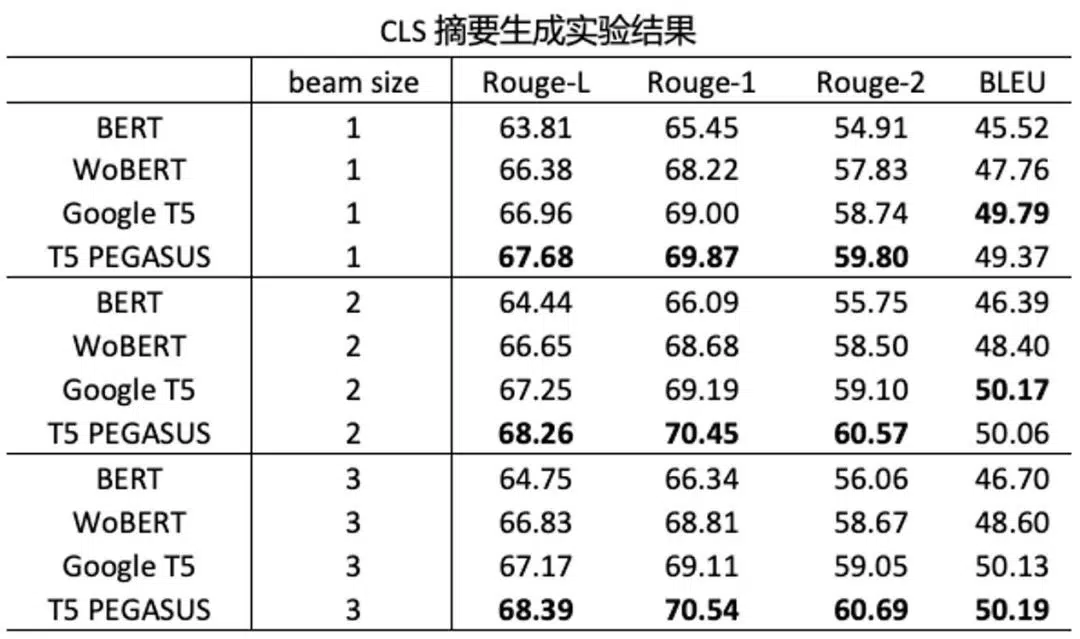 CLS 摘要生成实验结果
beam size Rouge-L Rouge-1 Rouge-2 BLEU
BERT 1 63.81 65.45 54.91 45.52
WoBERT 1 66.38 68.22 57.83 47.76
Google T5 1 66.96 69.00 58.74 49.79
T5 PEGASUS 1 67.68 69.87 59.80 49.37
BERT 2 64.44 66.09 55.75 46.39
WoBERT 2 66.65 68.68 58.50 48.40
Google T5 2 67.25 69.19 59.10 50.17
T5 PEGASUS 2 68.26 70.45 60.57 50.06
BERT 3 64.75 66.34 56.06 46.70
WoBERT 3 66.83 68.81 58.67 48.60
Google T5 3 67.17 69.11 59.05 50.13
T5 PEGASUS 3 68.39 70.54 60.69 50.19